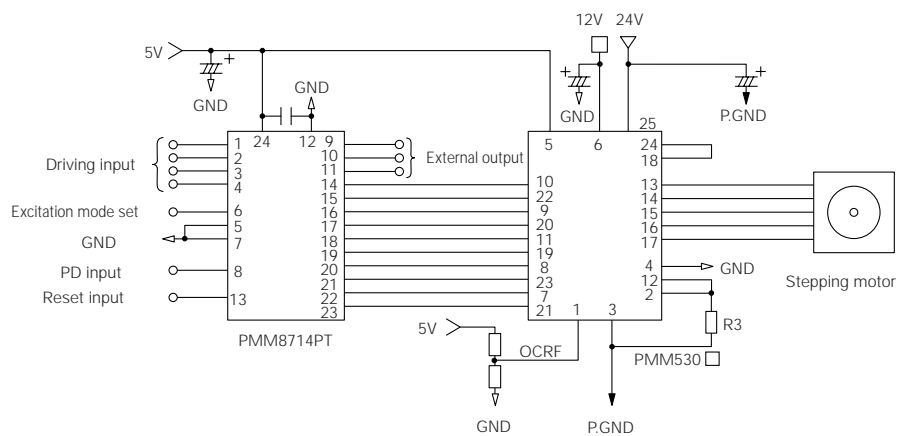 12V 24V
5V
+
+
+
GND
GND
GND
P.GND
25
24 12
5 6
Driving input
1
2
3
4
9
10
11
External output
24
18
Excitation mode set
6
5
7
GND
PD input
8
Reset input
13
14
15
16
17
18
19
20
21
22
23
10
22
9
20
11
19
8
23
7
21
13
14
15
16
17
4
12
2
GND
Stepping motor
1 3
R3
PMM8714PT
5V
OCRF
PMM530
GND
P.GND